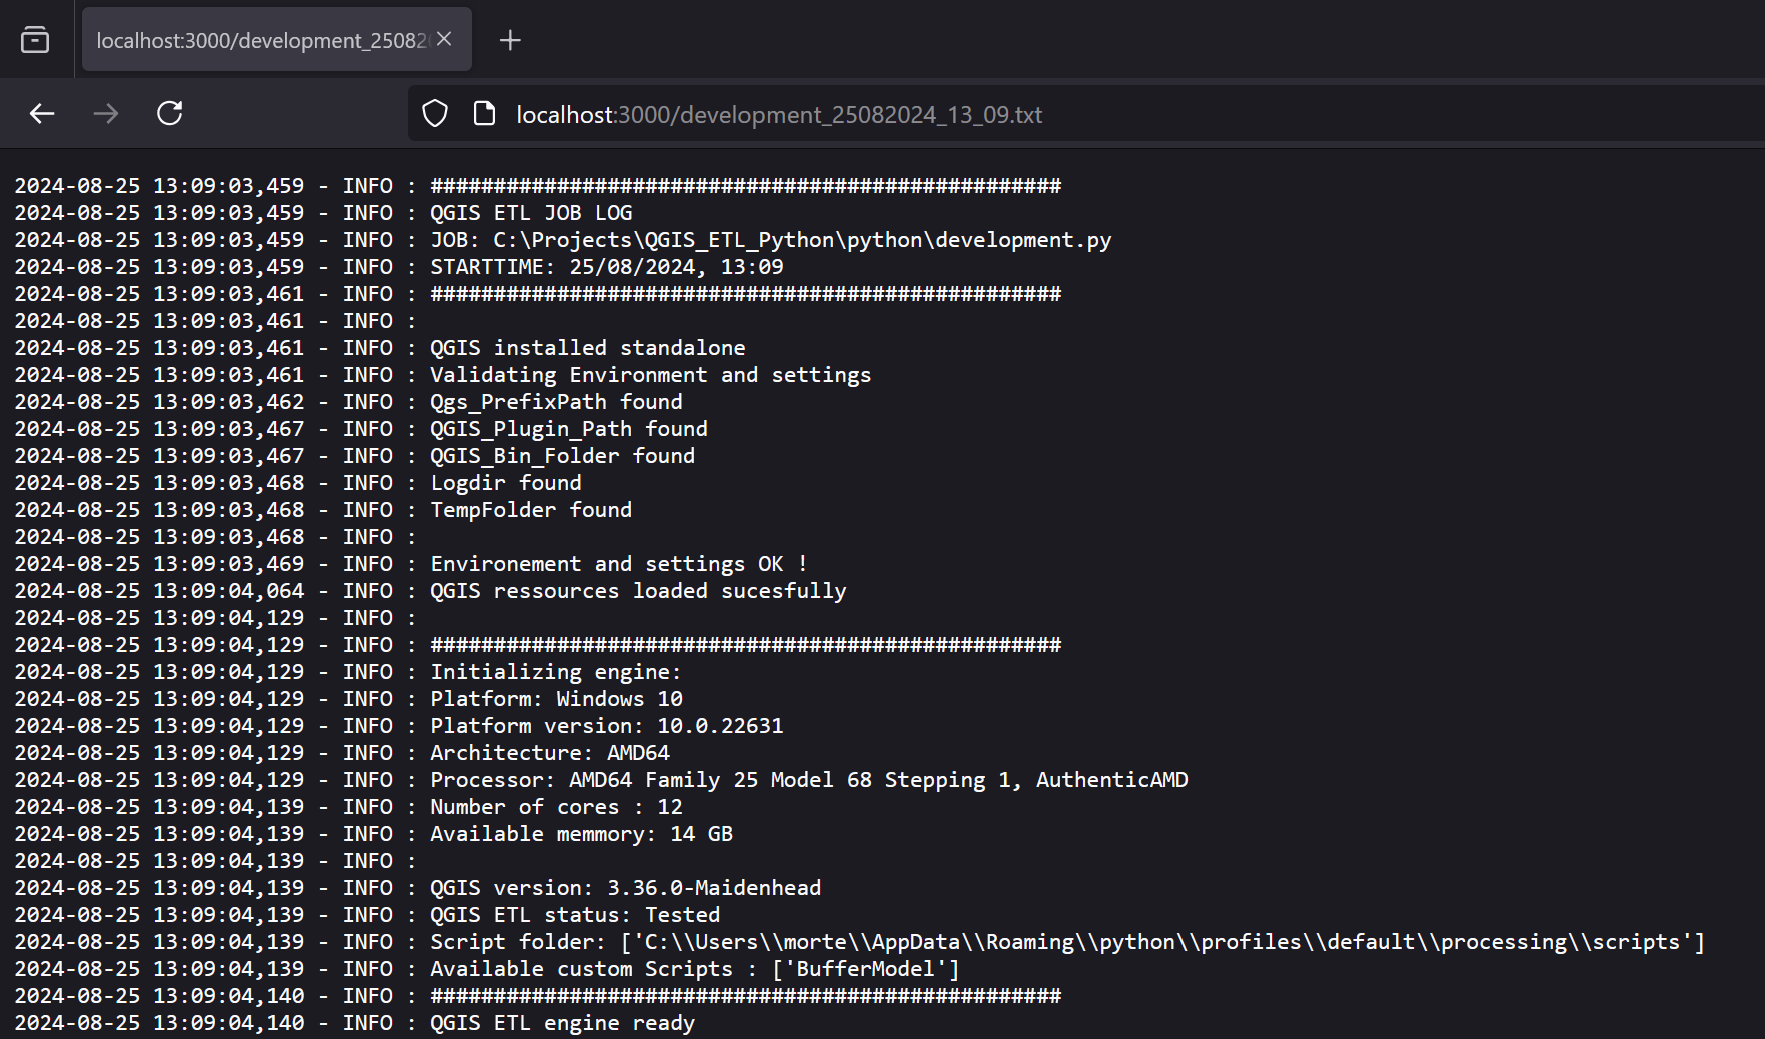 localhost:3000/development_25082
localhost:3000/development_25082024_13_09.txt
2024-08-25 13:09:03,459 - INFO : ##################################################
2024-08-25 13:09:03,459 - INFO : QGIS ETL JOB LOG
2024-08-25 13:09:03,459 - INFO : JOB: C:\Projects\QGIS_ETL_Python\python\development.py
2024-08-25 13:09:03,459 - INFO : STARTTIME: 25/08/2024, 13:09
2024-08-25 13:09:03,461 - INFO : ##################################################
2024-08-25 13:09:03,461 - INFO :
2024-08-25 13:09:03,461 - INFO : QGIS installed standalone
2024-08-25 13:09:03,461 - INFO : Validating Environment and settings
2024-08-25 13:09:03,462 - INFO : Qgs_PrefixPath found
2024-08-25 13:09:03,467 - INFO : QGIS_Plugin_Path found
2024-08-25 13:09:03,467 - INFO : QGIS_Bin_Folder found
2024-08-25 13:09:03,468 - INFO : Logdir found
2024-08-25 13:09:03,468 - INFO : TempFolder found
2024-08-25 13:09:03,468 - INFO :
2024-08-25 13:09:03,469 - INFO : Environement and settings OK !
2024-08-25 13:09:04,064 - INFO : QGIS ressources loaded sucesfully
2024-08-25 13:09:04,129 - INFO :
2024-08-25 13:09:04,129 - INFO : ##################################################
2024-08-25 13:09:04,129 - INFO : Initializing engine:
2024-08-25 13:09:04,129 - INFO : Platform: Windows 10
2024-08-25 13:09:04,129 - INFO : Platform version: 10.0.22631
2024-08-25 13:09:04,129 - INFO : Architecture: AMD64
2024-08-25 13:09:04,129 - INFO : Processor: AMD64 Family 25 Model 68 Stepping 1, AuthenticAMD
2024-08-25 13:09:04,139 - INFO : Number of cores : 12
2024-08-25 13:09:04,139 - INFO : Available memmory: 14 GB
2024-08-25 13:09:04,139 - INFO :
2024-08-25 13:09:04,139 - INFO : QGIS version: 3.36.0-Maidenhead
2024-08-25 13:09:04,139 - INFO : QGIS ETL status: Tested
2024-08-25 13:09:04,139 - INFO : Script folder: ['C:\\Users\\morte\\AppData\\Roaming\\python\\profiles\\default\\processing\\scripts']
2024-08-25 13:09:04,139 - INFO : Available custom Scripts : ['BufferModel']
2024-08-25 13:09:04,140 - INFO : ##################################################
2024-08-25 13:09:04,140 - INFO : QGIS ETL engine ready